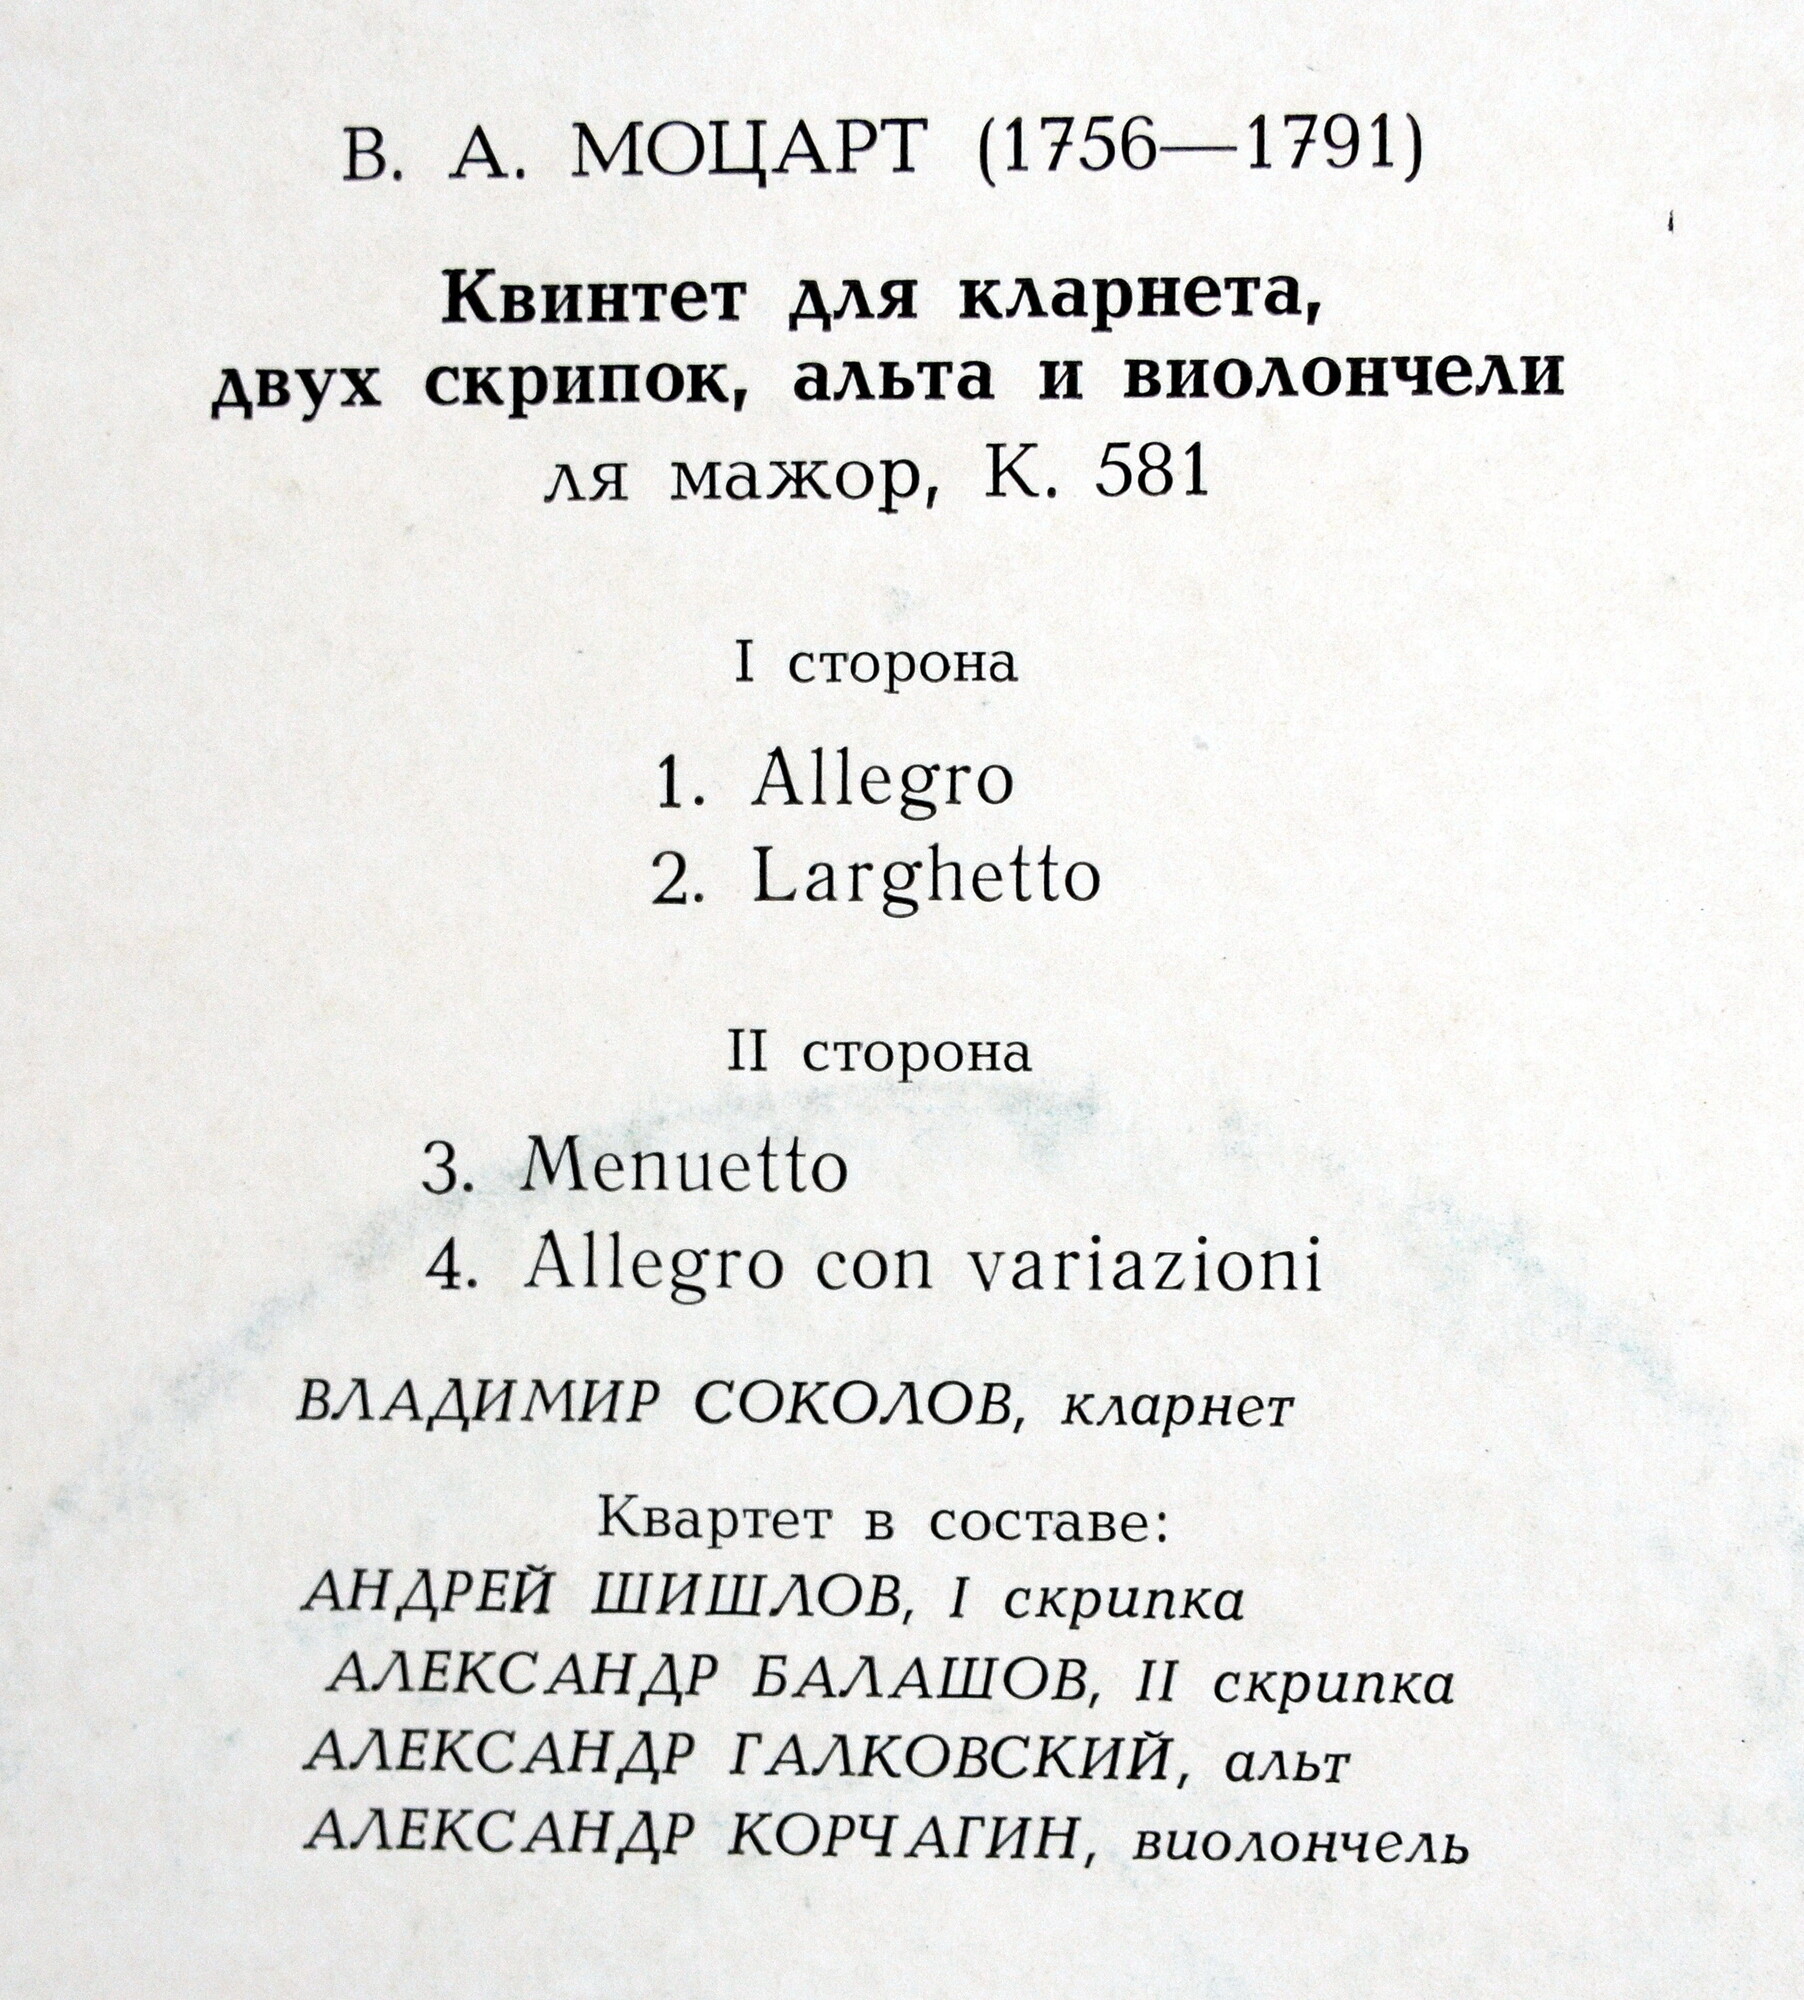 В. А. МОЦАРТ (1756—1791)
Квинтет для кларнета,
двух скрипок, альта и виолончели
ля мажор, К. 581
I сторона
1. Allegro
2. Larghetto
II сторона
3. Menuetto
4. Allegro con variazioni
ВЛАДИМИР СОКОЛОВ, кларнет
Квартет в составе:
АНДРЕЙ ШИШЛОВ, I скрипка
АЛЕКСАНДР БАЛАШОВ, II скрипка
АЛЕКСАНДР ГАЛКОВСКИЙ, альт
АЛЕКСАНДР КОРЧАГИН, виолончель